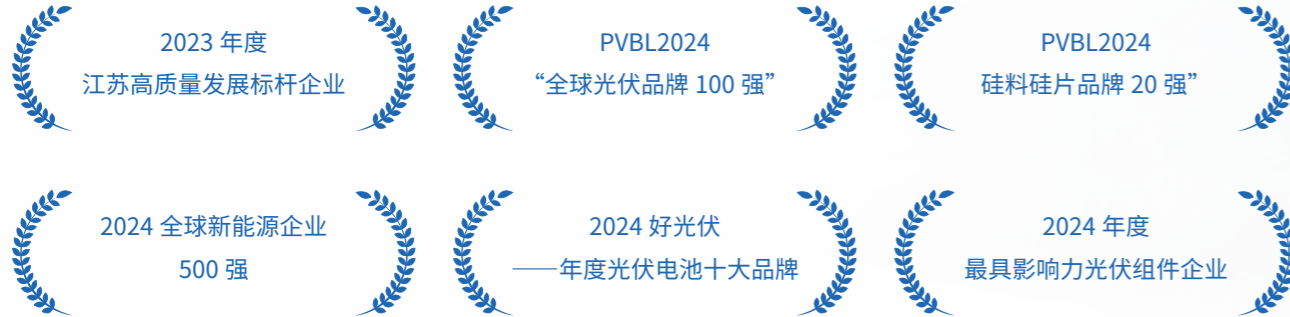 2023 年度
江苏高质量发展标杆企业
PVBL2024
“全球光伏品牌 100 强”
PVBL2024
硅料硅片品牌 20 强”
2024 全球新能源企业
500 强
2024 好光伏
——年度光伏电池十大品牌
2024 年度
最具影响力光伏组件企业